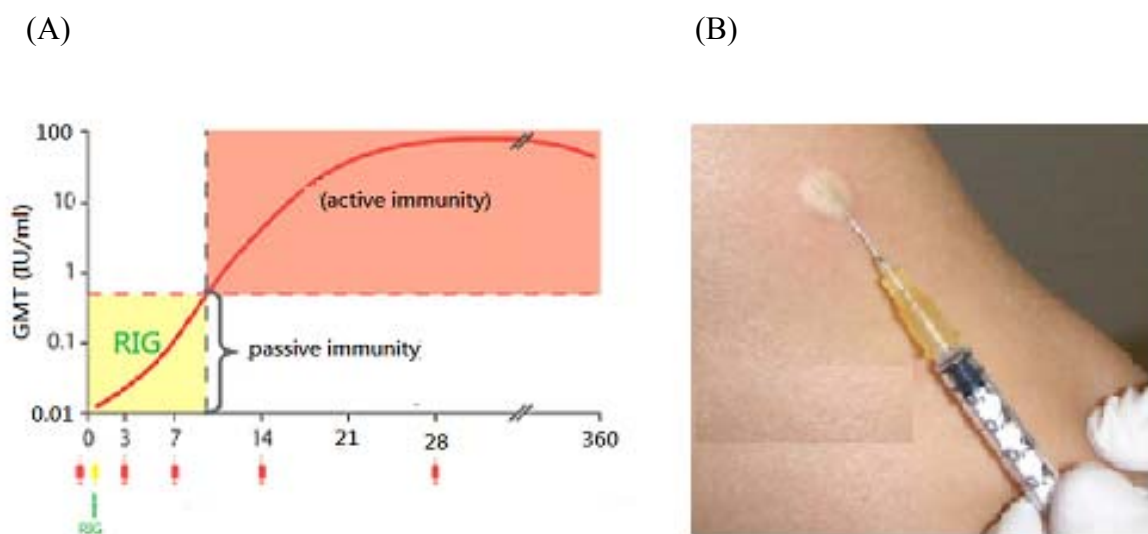 (A)
(B)
GMT (IU/ml)
100
10
1
0.1
0.01
(active immunity)
RIG
passive immunity
0 3 7 14 21 28 360
RIG